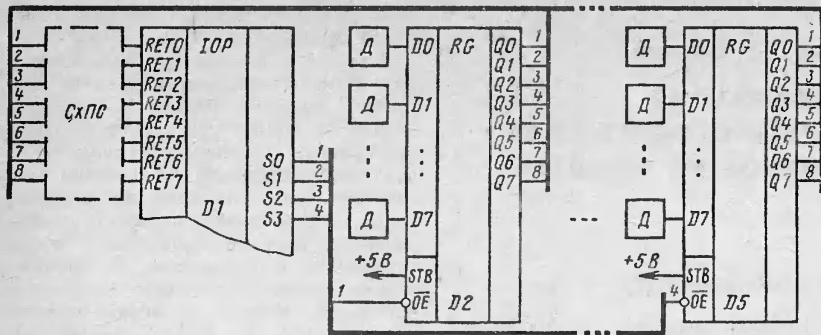 1
2
3
4
5
6
7
8
СхПС
RET0
RET1
RET2
RET3
RET4
RET5
RET6
RET7
IOP
D1
S0
S1
S2
S3
1
2
3
4
Д
Д
Д
+5В
1
D0
D1
D7
STB
OE
RG
D2
Q0
Q1
Q2
Q3
Q4
Q5
Q6
Q7
1
2
3
4
5
6
7
8
Д
Д
Д
+5В
4
D0
D1
D7
STB
OE
RG
D5
Q0
Q1
Q2
Q3
Q4
Q5
Q6
Q7
1
2
3
4
5
6
7
8